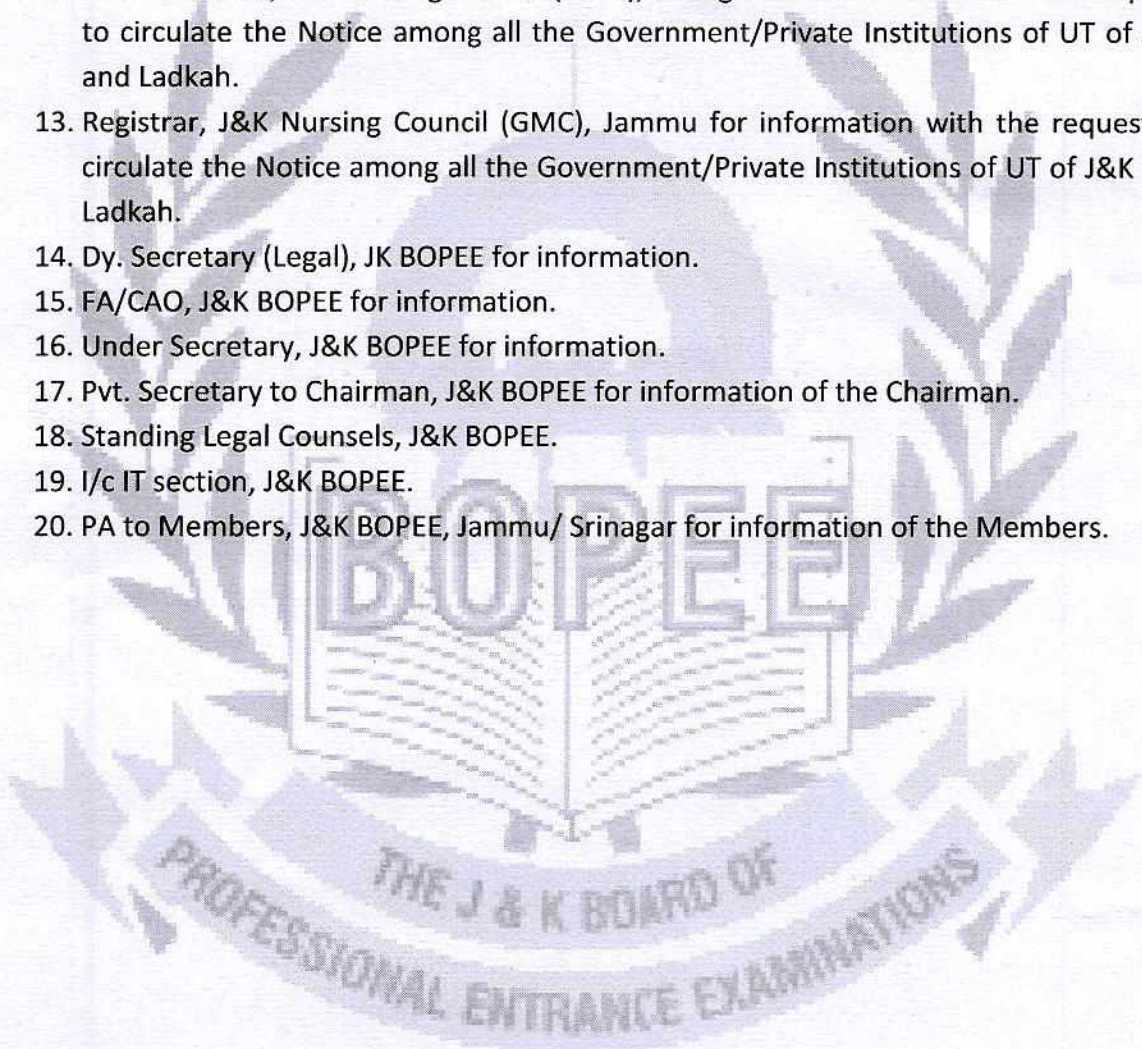 to circulate the Notice among all the Government/Private Institutions of UT of
and Ladkah.
13. Registrar, J&K Nursing Council (GMC), Jammu for information with the reques
circulate the Notice among all the Government/Private Institutions of UT of J&K
Ladkah.
14. Dy. Secretary (Legal), JK BOPEE for information.
15. FA/CAO, J&K BOPEE for information.
16. Under Secretary, J&K BOPEE for information.
17. Pvt. Secretary to Chairman, J&K BOPEE for information of the Chairman.
18. Standing Legal Counsels, J&K BOPEE.
19. I/c IT section, J&K BOPEE.
20. PA to Members, J&K BOPEE, Jammu/ Srinagar for information of the Members.
BOPEE
THE J & K BOARD OF
PROFESSIONAL ENTRANCE EXAMINATIONS